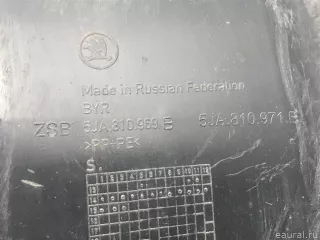 Made in Russian Federation
BYR
ZSB 5JA.810.969 B 5JA.810.971.B
>PP+PE<
S.
eaural.ru